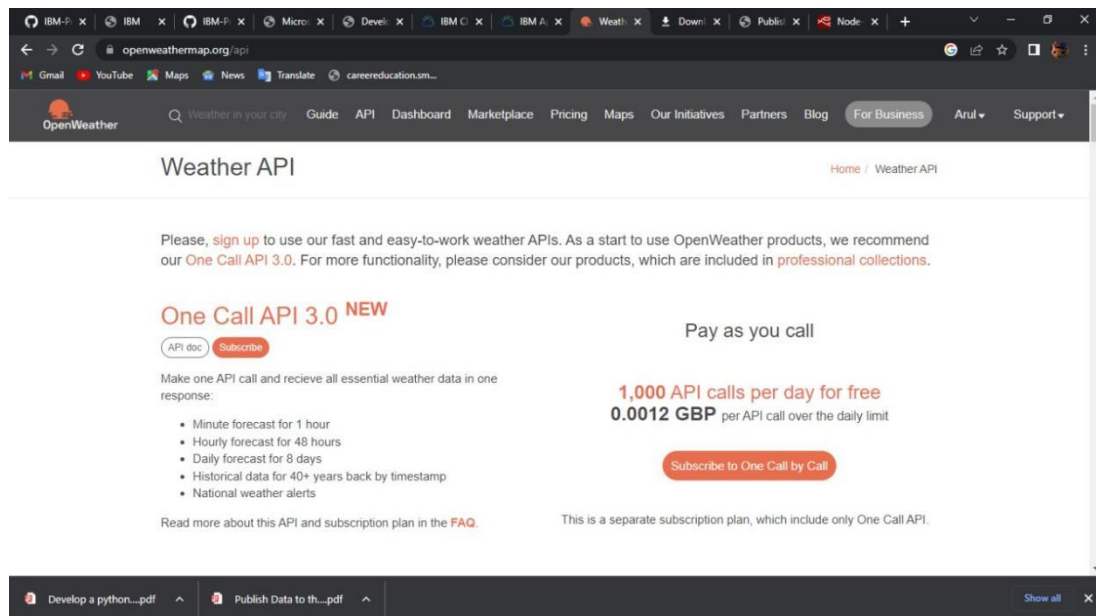 IBM-P
IBM
IBM-P
Micro
Develo
IBM C
IBM A
Weath
Downl
Publis
Node-
openweathermap.org/api
Gmail YouTube Maps News Translate careereducation.sm...
OpenWeather
Weather in your city Guide API Dashboard Marketplace Pricing Maps Our Initiatives Partners Blog For Business Arul Support
Weather API
Home / Weather API
Please, sign up to use our fast and easy-to-work weather APIs. As a start to use OpenWeather products, we recommend
our One Call API 3.0. For more functionality, please consider our products, which are included in professional collections.
One Call API 3.0 NEW
API doc Subscribe
Make one API call and recieve all essential weather data in one
response:
Minute forecast for 1 hour
Hourly forecast for 48 hours
Daily forecast for 8 days
Historical data for 40+ years back by timestamp
National weather alerts
Read more about this API and subscription plan in the FAQ.
Pay as you call
1,000 API calls per day for free
0.0012 GBP per API call over the daily limit
Subscribe to One Call by Call
This is a separate subscription plan, which include only One Call API.
Develop a python....pdf Publish Data to th....pdf Show all